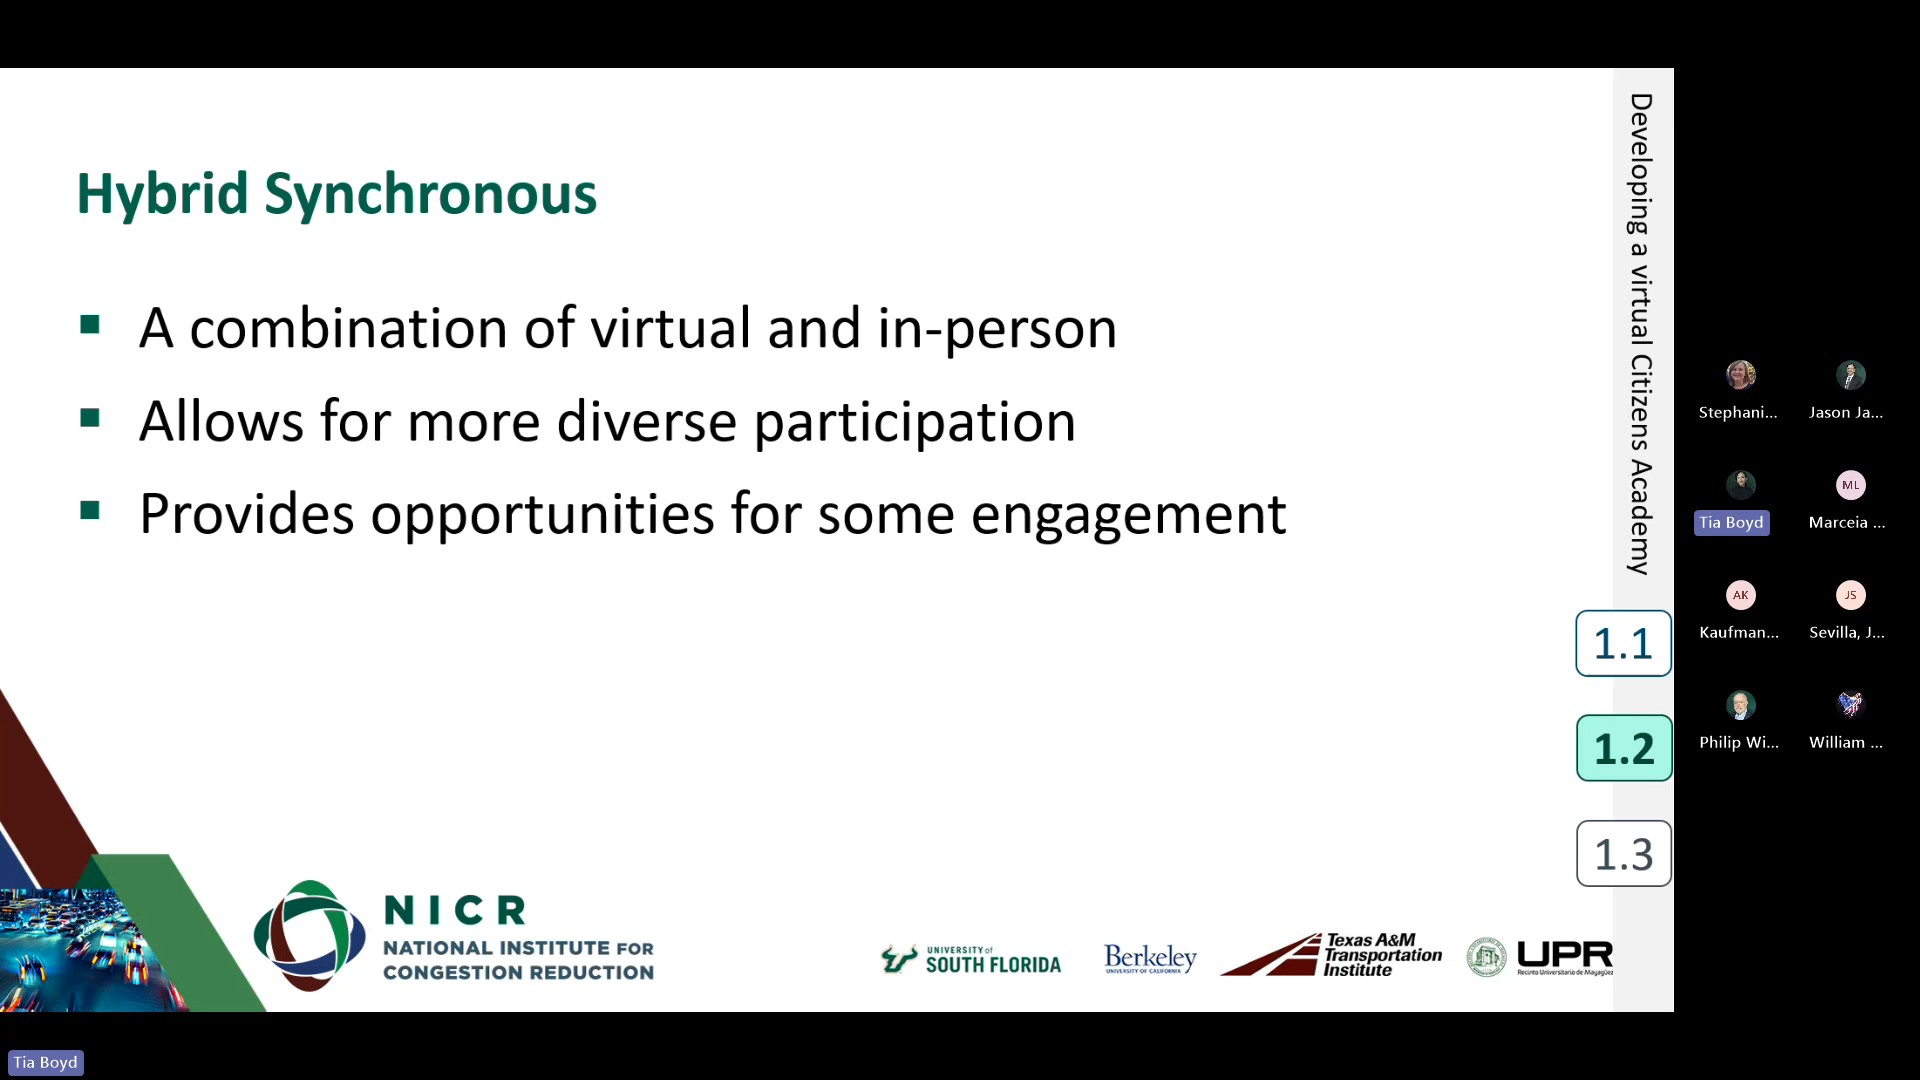 Hybrid Synchronous
A combination of virtual and in-person
Allows for more diverse participation
Provides opportunities for some engagement
Developing a virtual Citizens Academy
1.1
1.2
1.3
NICR
NATIONAL INSTITUTE FOR
CONGESTION REDUCTION
UNIVERSITY of
SOUTH FLORIDA
Berkeley
UNIVERSITY OF CALIFORNIA
Texas A&M
Transportation
Institute
UPR
Recinto Universitario de Mayagüez
Stephani...
Jason Ja...
Tia Boyd
ML
Marceia ...
AK
Kaufman...
JS
Sevilla, J...
Philip Wi...
William ...
Tia Boyd